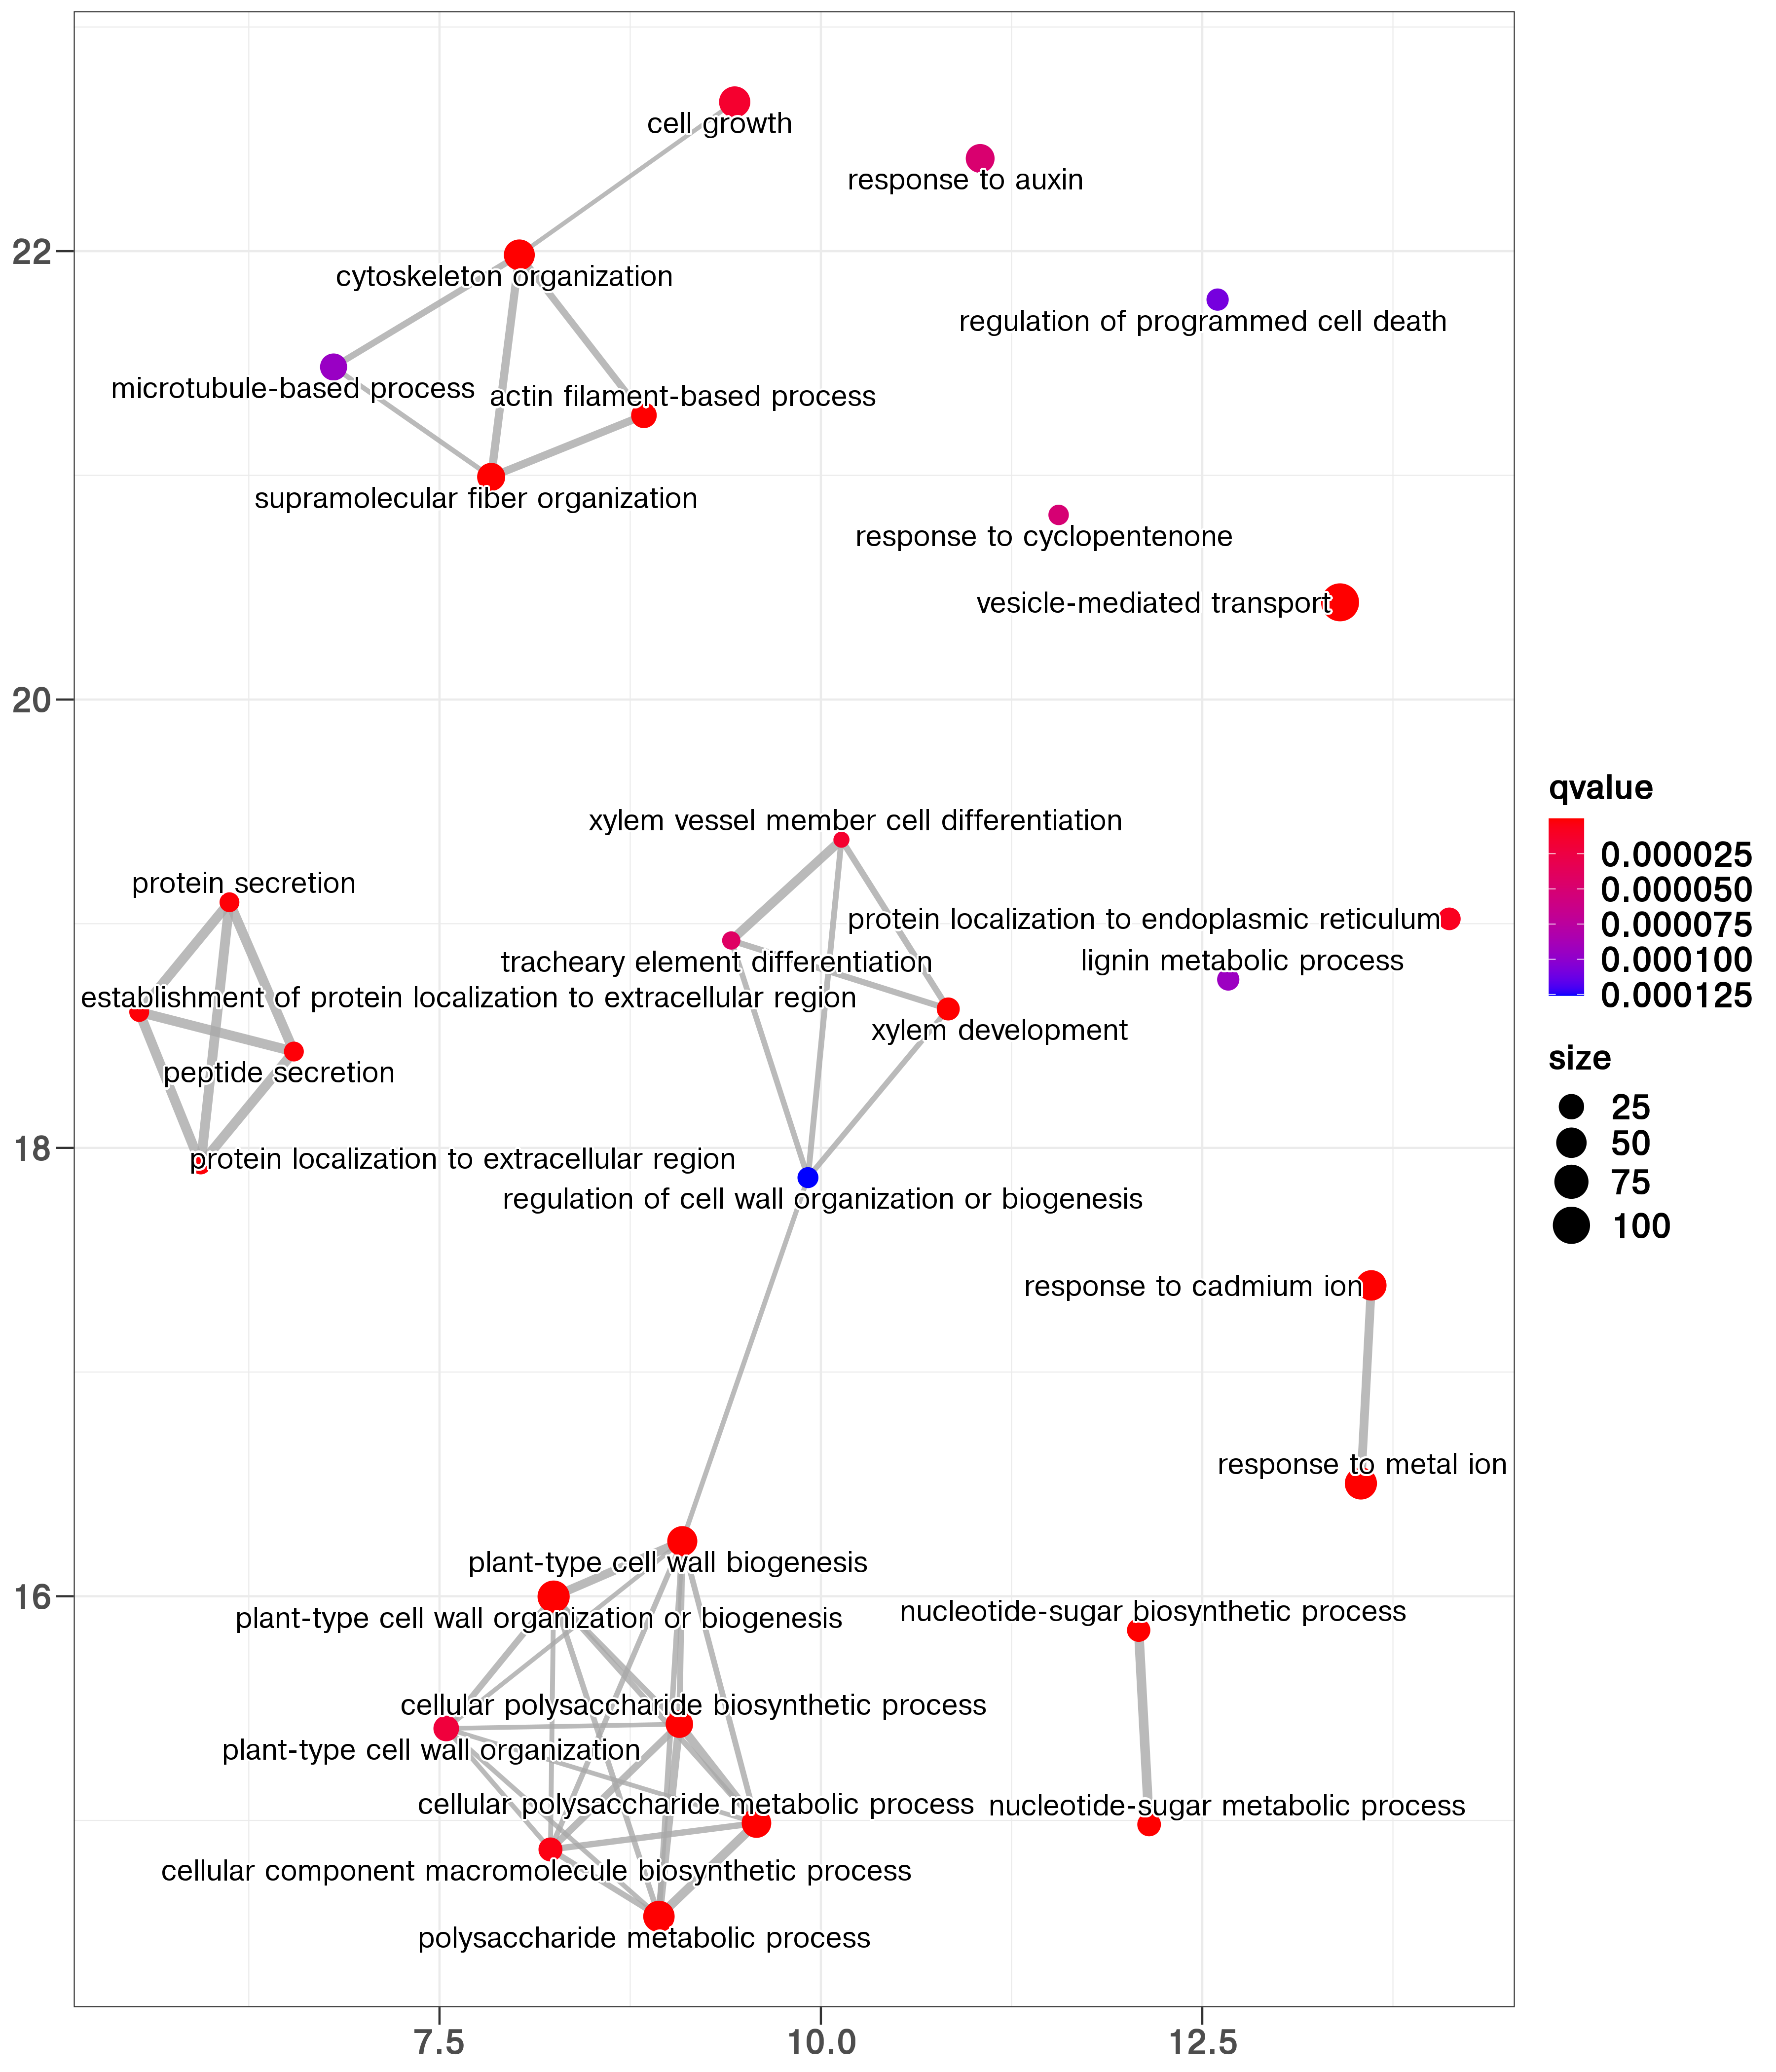 cell growth
response to auxin
22
cytoskeleton organization
regulation of programmed cell death
microtubule-based process
actin filament-based process
supramolecular fiber organization
response to cyclopentenone
vesicle-mediated transport
20
xylem vessel member cell differentiation
protein secretion
protein localization to endoplasmic reticulum
tracheary element differentiation
lignin metabolic process
establishment of protein localization to extracellular region
xylem development
peptide secretion
18
protein localization to extracellular region
regulation of cell wall organization or biogenesis
response to cadmium ion
response to metal ion
plant-type cell wall biogenesis
16
plant-type cell wall organization or biogenesis
nucleotide-sugar biosynthetic process
cellular polysaccharide biosynthetic process
plant-type cell wall organization
cellular polysaccharide metabolic process
nucleotide-sugar metabolic process
cellular component macromolecule biosynthetic process
polysaccharide metabolic process
7.5
10.0
12.5
qvalue
0.000025
0.000050
0.000075
0.000100
0.000125
size
25
50
75
100